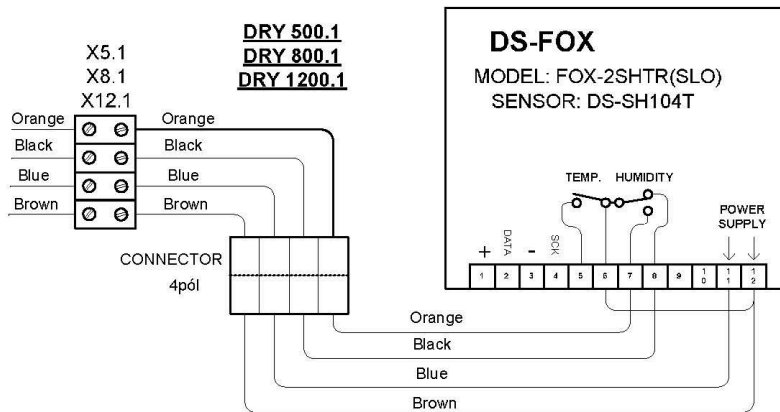 DRY 500.1
DRY 800.1
DRY 1200.1
X5.1
X8.1
X12.1
Orange
Orange
Black
Black
Blue
Blue
Brown
Brown
CONNECTOR
4pól
DS-FOX
MODEL: FOX-2SHTR(SLO)
SENSOR: DS-SH104T
TEMP. HUMIDITY
POWER
SUPPLY
+ DATA - SCK
1 2 3 4 5 6 7 8 9 10 11 12
Orange
Black
Blue
Brown